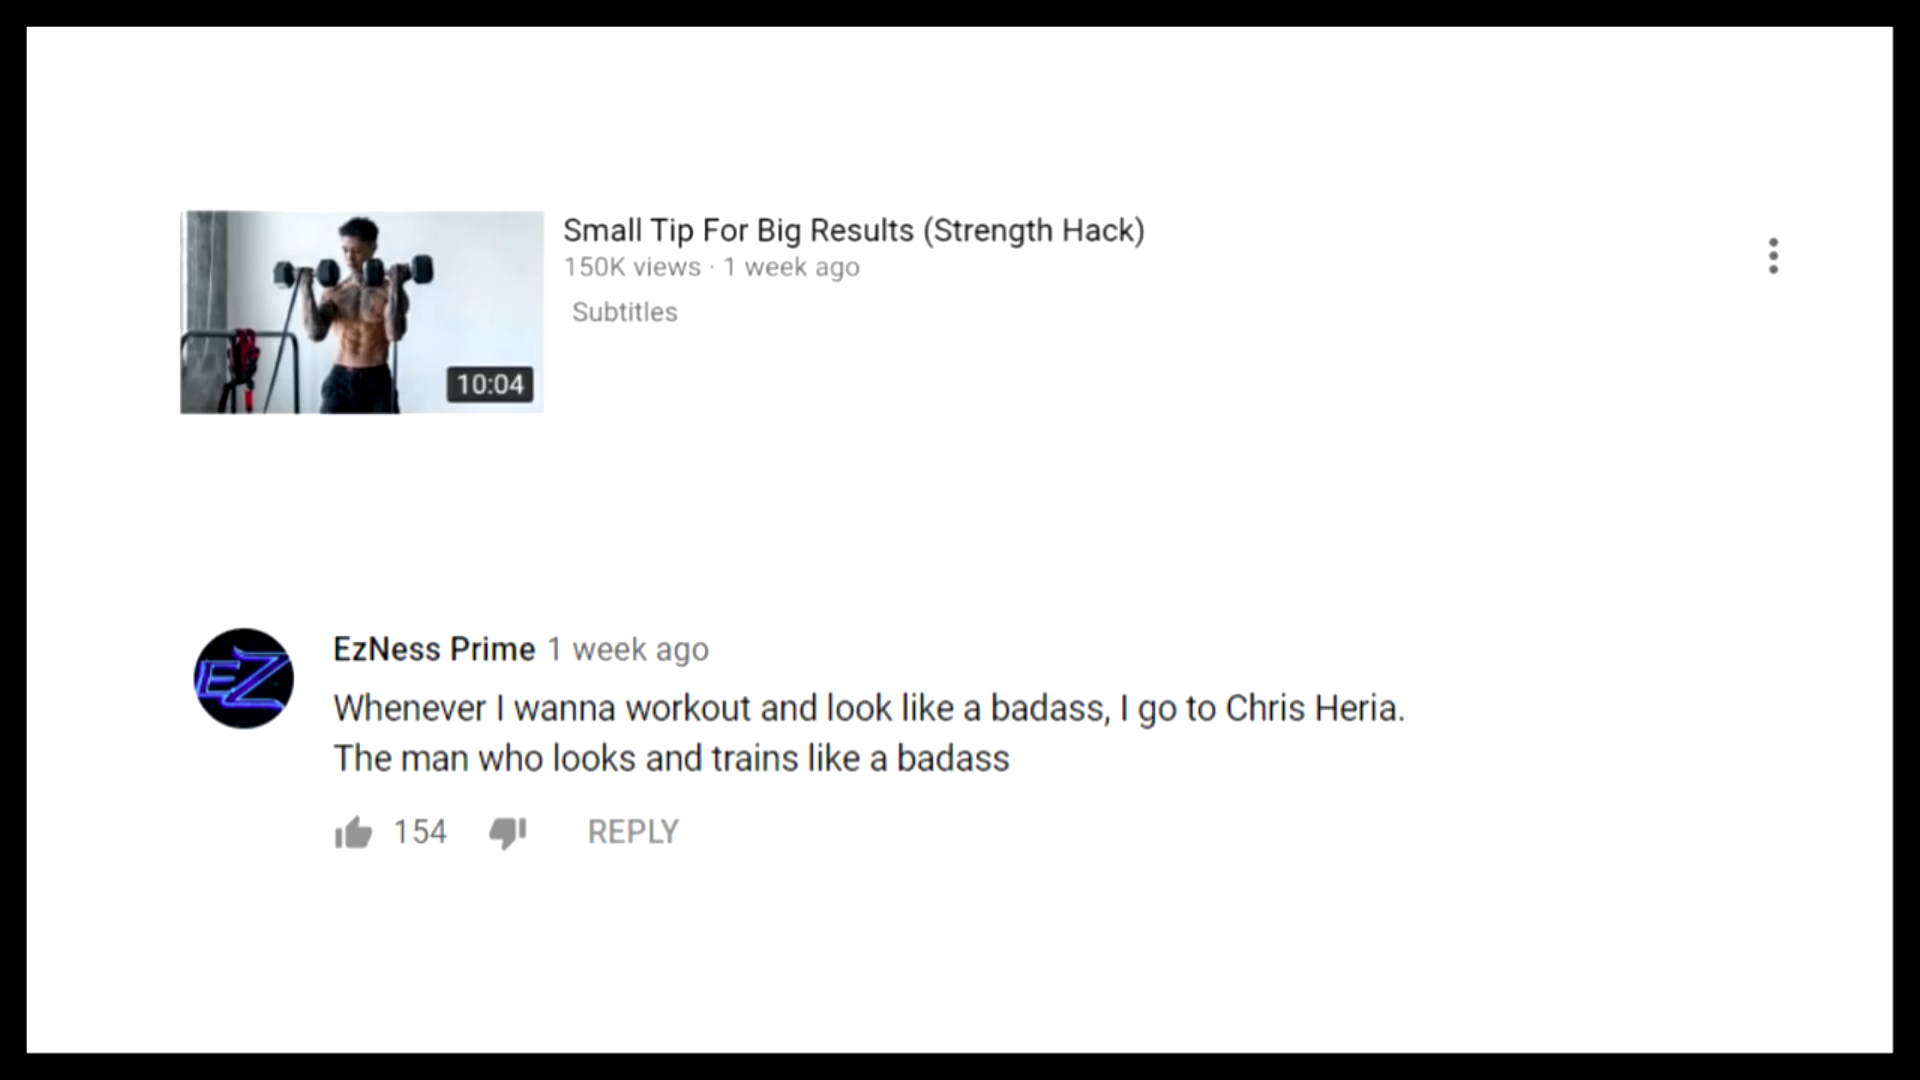 Small Tip For Big Results (Strength Hack)
150K views · 1 week ago
Subtitles
10:04
EZ
EzNess Prime 1 week ago
Whenever I wanna workout and look like a badass, I go to Chris Heria.
The man who looks and trains like a badass
154 REPLY